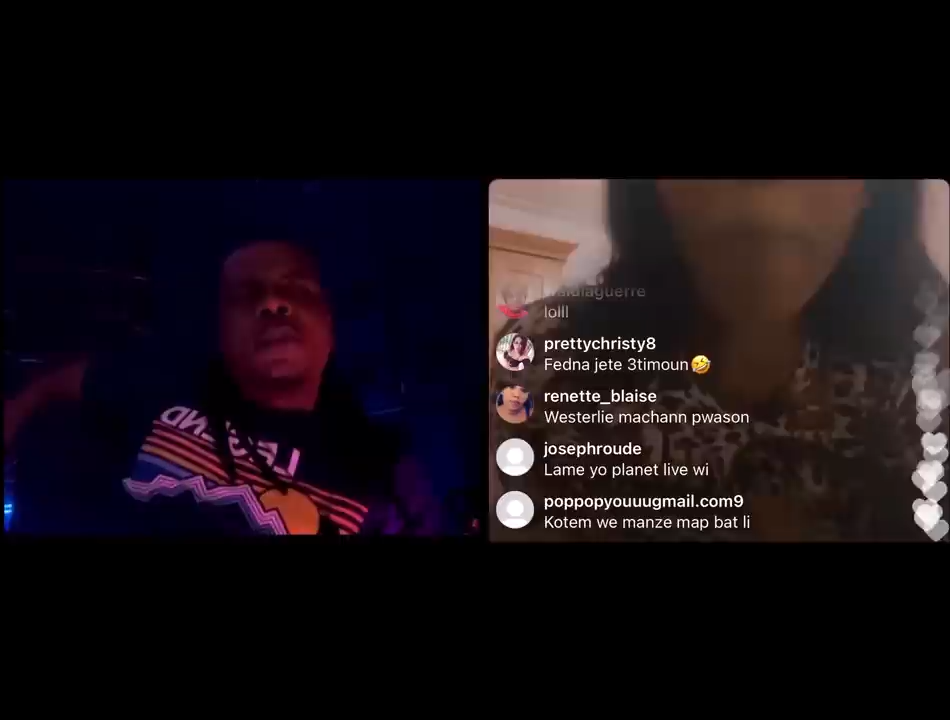 lolll
prettychristy8
Fedna jete 3timoun🤣
renette_blaise
Westerlie machann pwason
josephroude
Lame yo planet live wi
poppopyouuugmail.com9
Kotem we manze map bat li